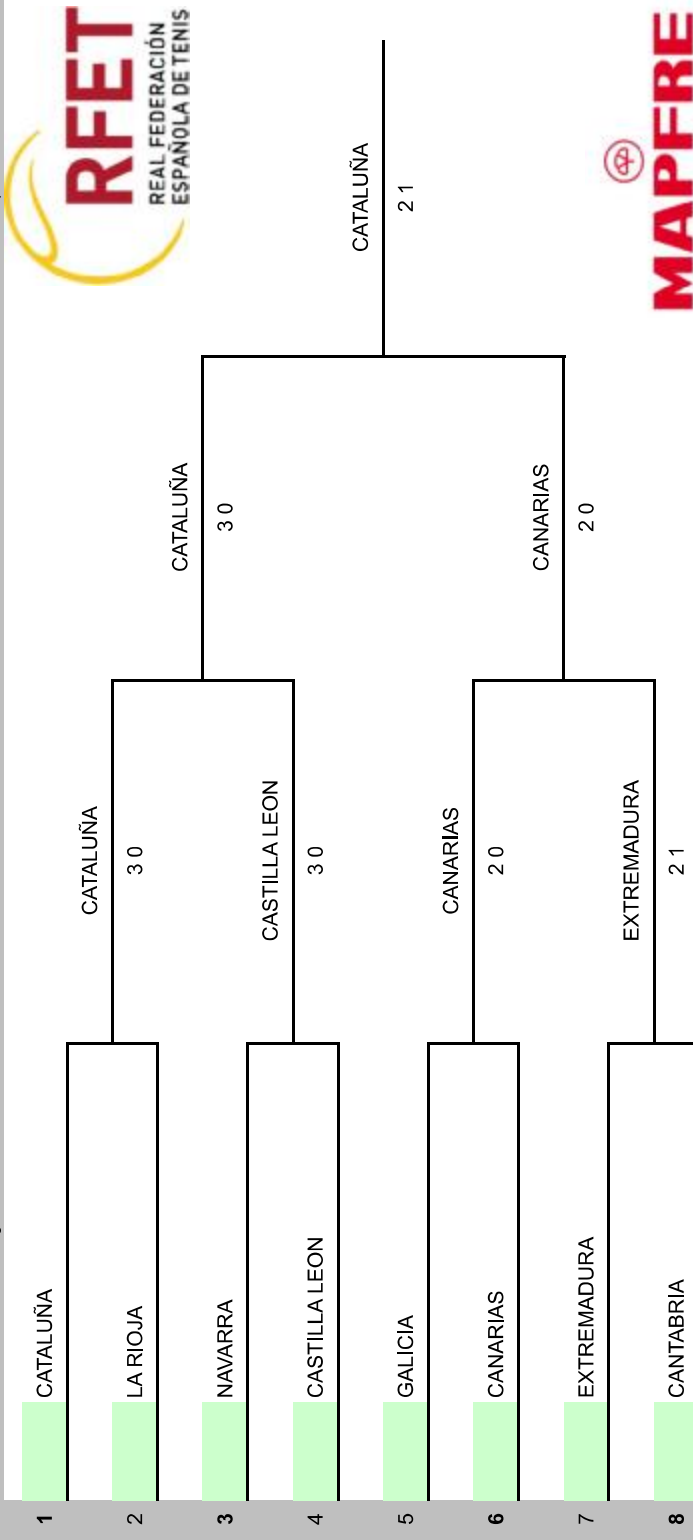 RFET
REAL FEDERACIÓN
ESPAÑOLA DE TENIS
1 CATALUÑA
2 LA RIOJA
3 NAVARRA
4 CASTILLA LEON
5 GALICIA
6 CANARIAS
7 EXTREMADURA
8 CANTABRIA
CATALUÑA
3 0
CASTILLA LEON
3 0
CANARIAS
2 0
EXTREMADURA
2 1
CATALUÑA
3 0
CANARIAS
2 0
CATALUÑA
2 1
MAPFRE